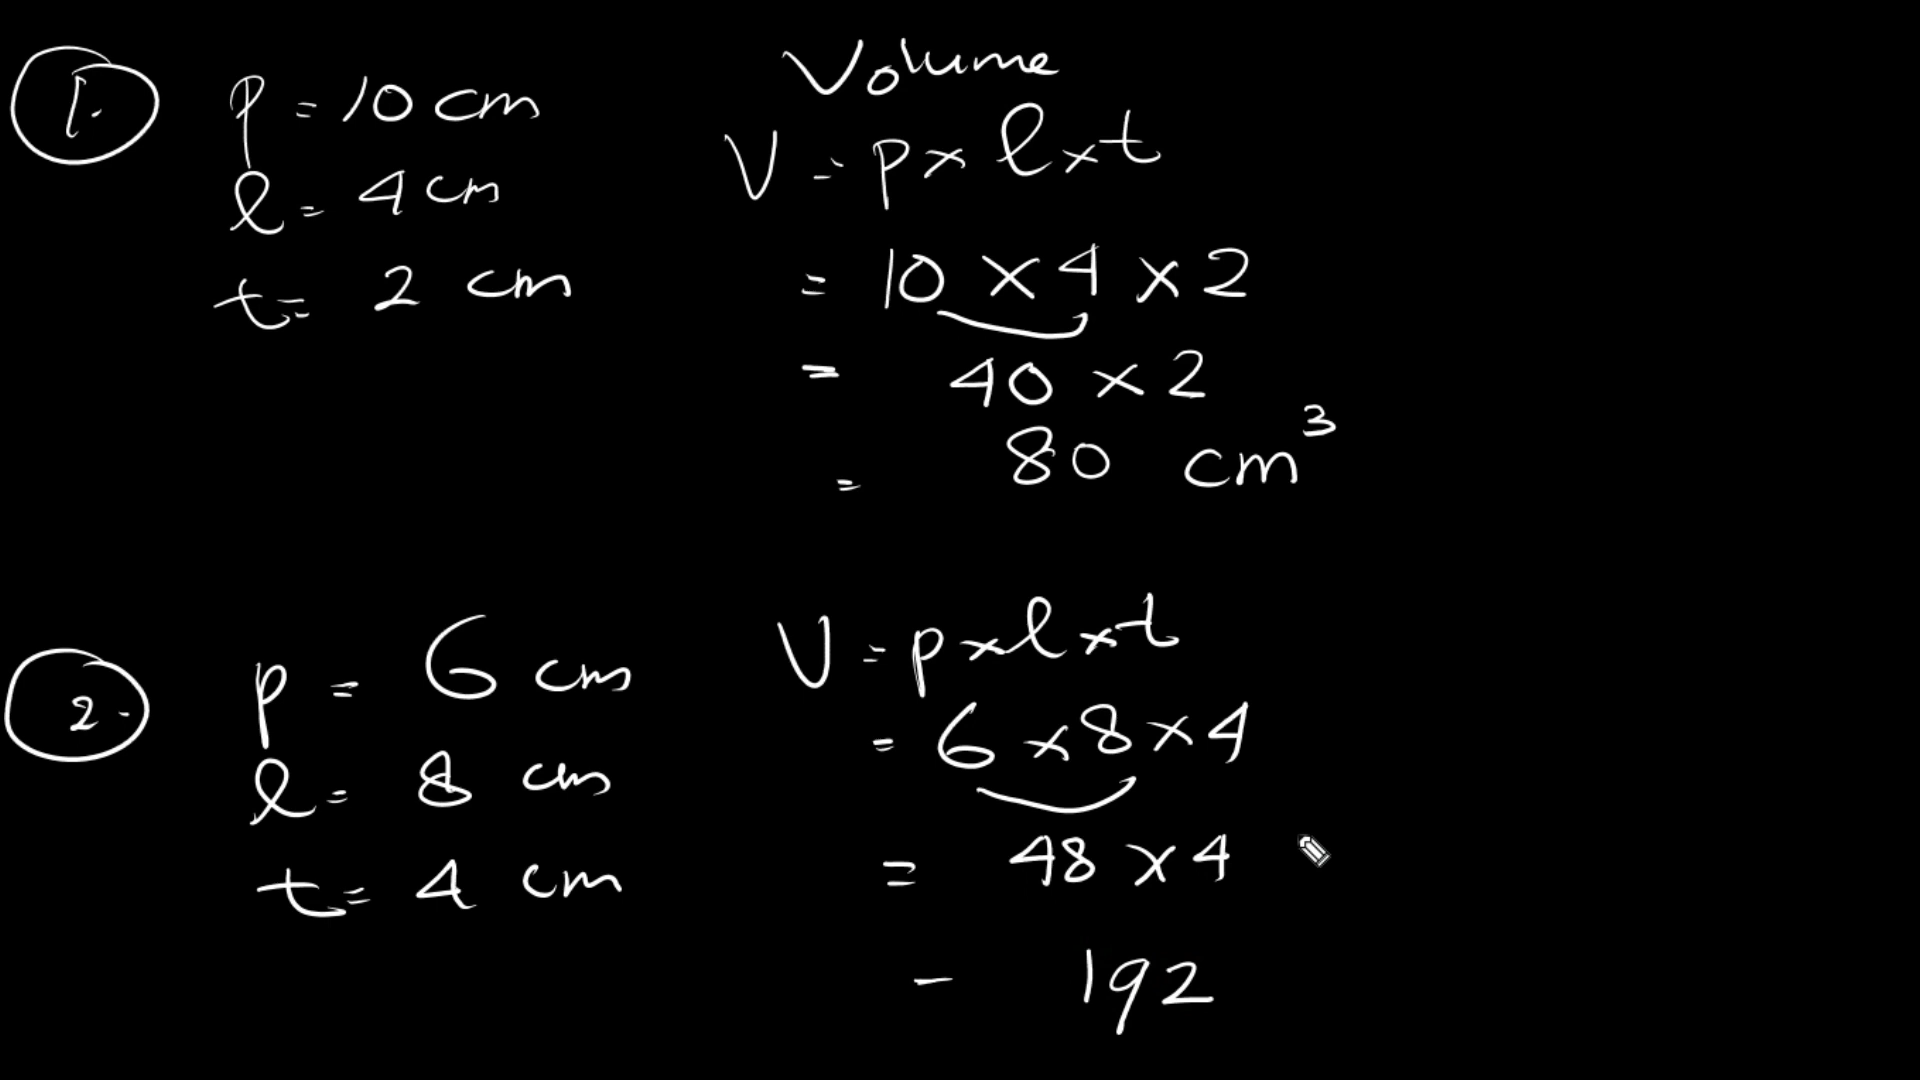 1.
p = 10 cm
l = 4 cm
t = 2 cm
Volume
V = p x l x t
= 10 x 4 x 2
= 40 x 2
= 80 cm³
2.
p = 6 cm
l = 8 cm
t = 4 cm
V = p x l x t
= 6 x 8 x 4
= 48 x 4
- 192